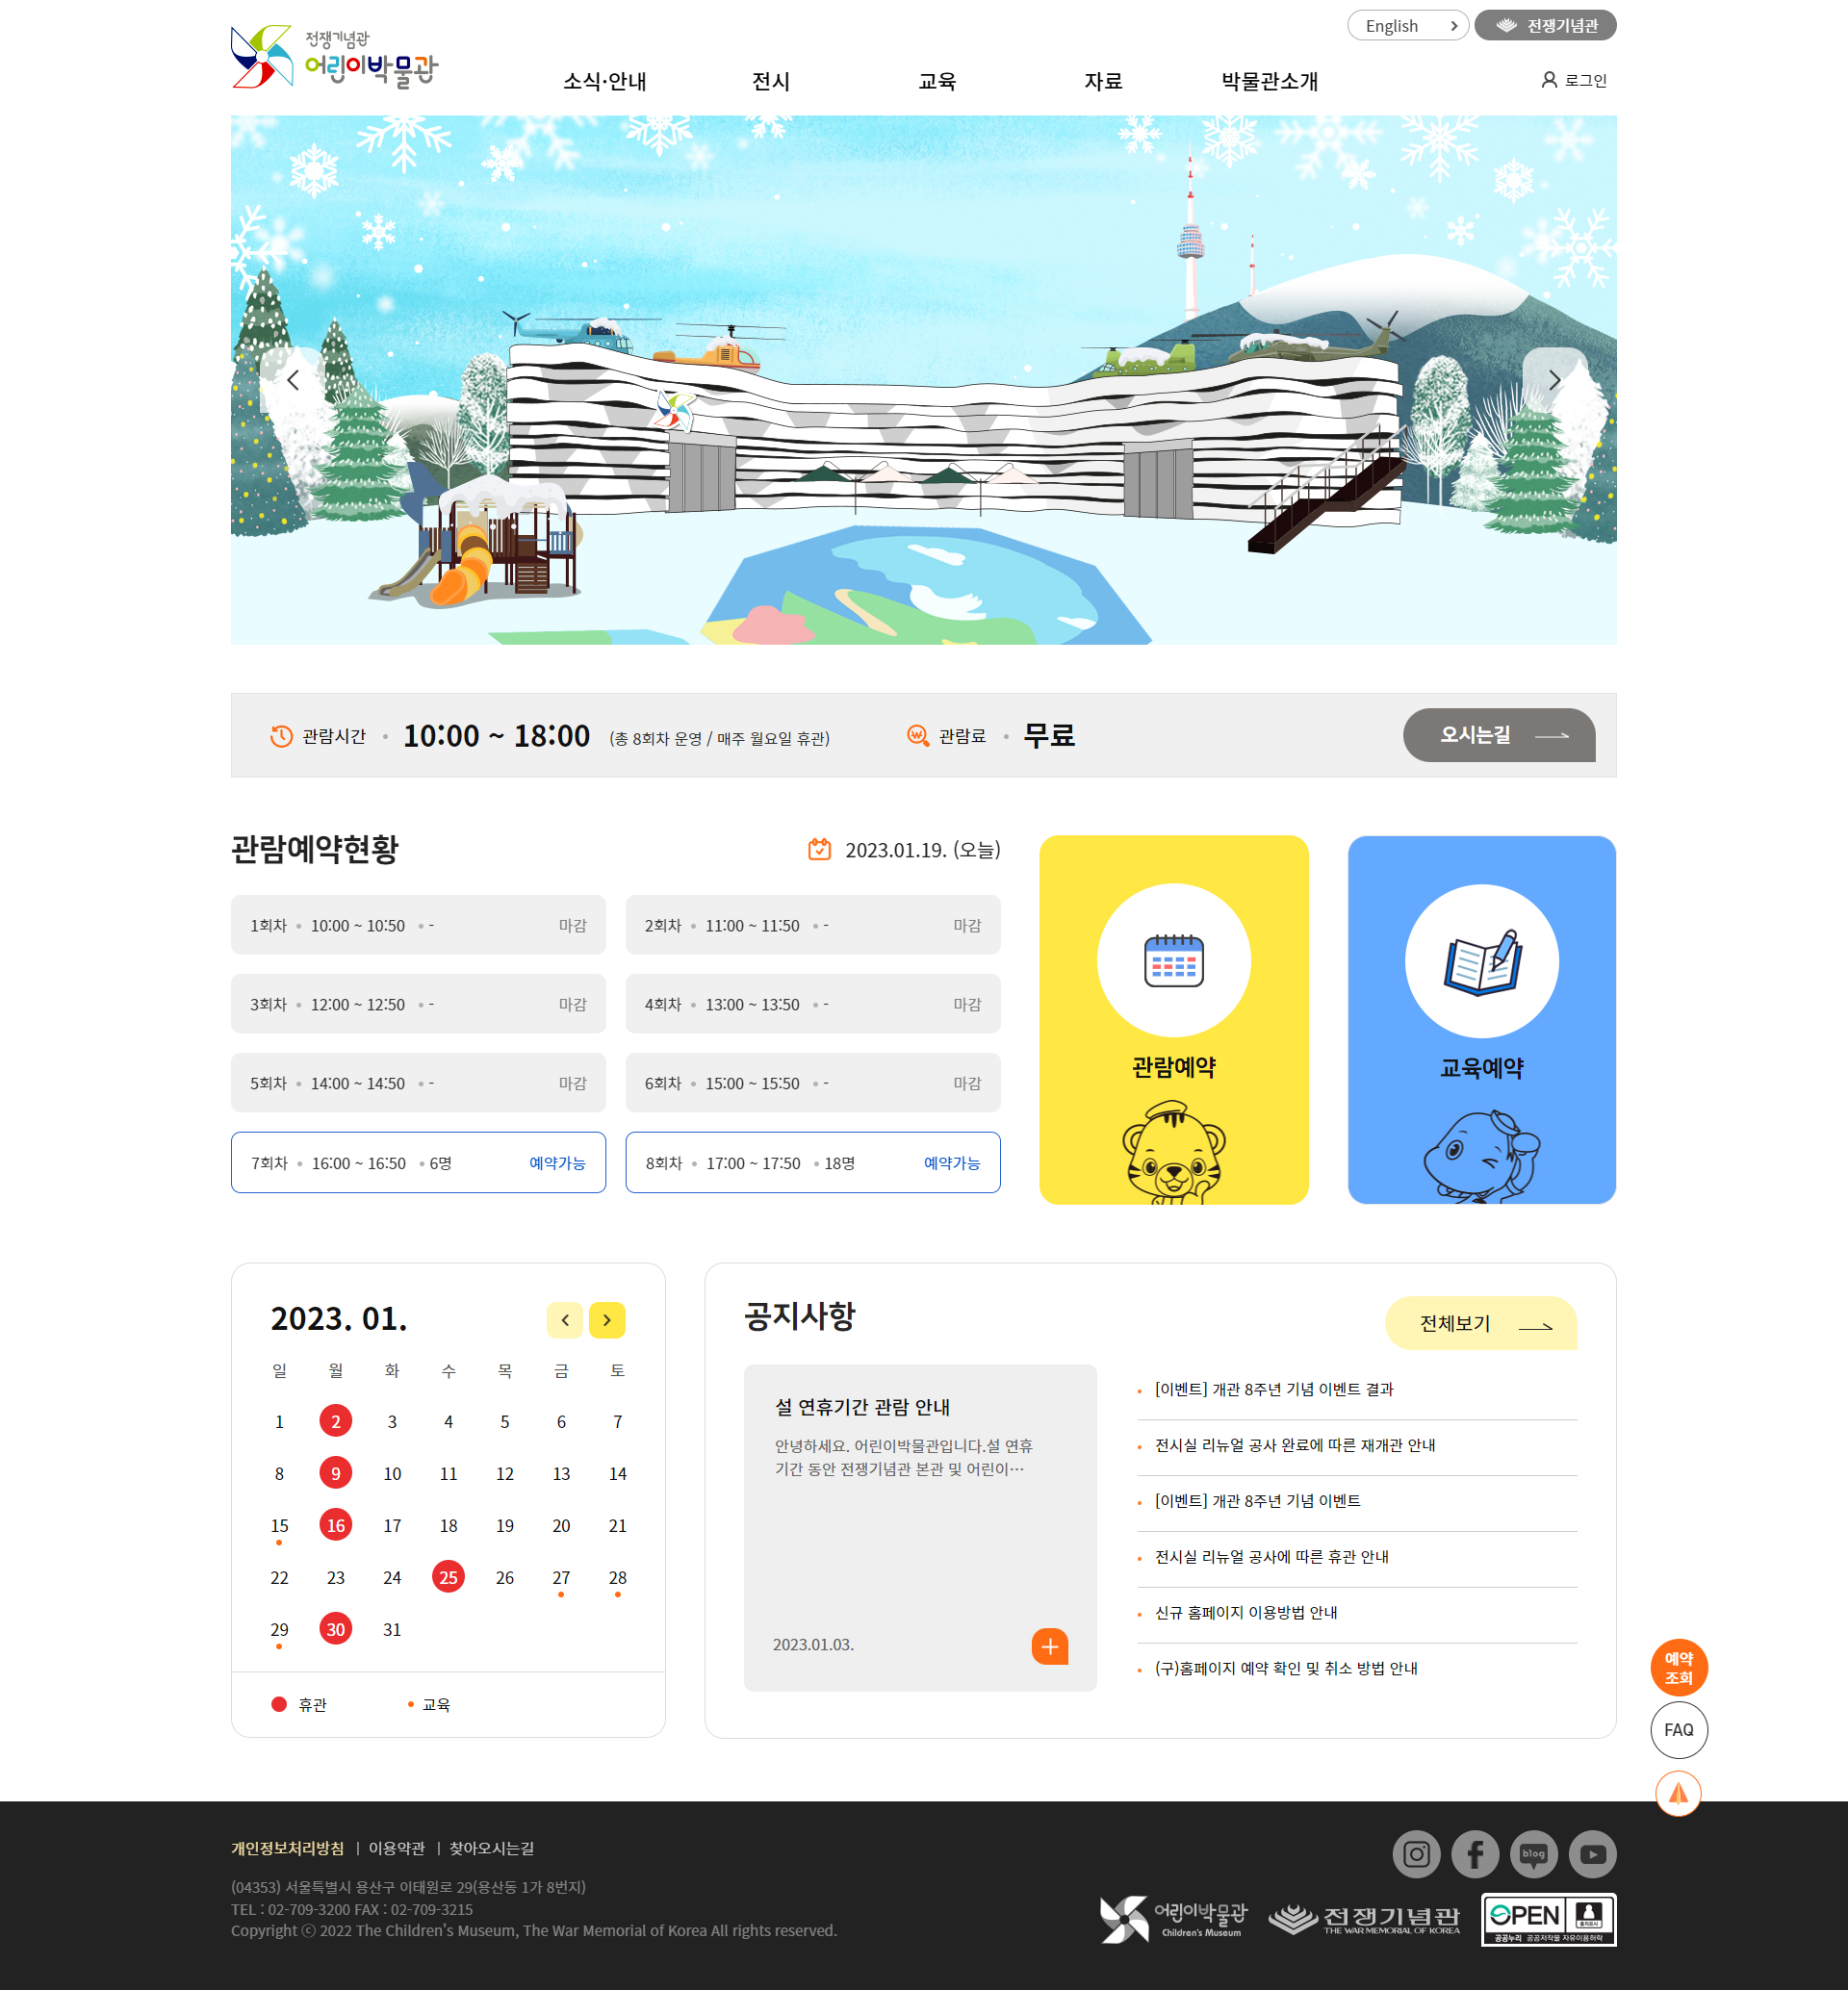 English
전쟁기념관
전쟁기념관
어린이박물관
소식·안내
전시
교육
자료
박물관소개
로그인
관람시간 10:00 ~ 18:00 (총 8회차 운영 / 매주 월요일 휴관)
관람료 무료
오시는길
관람예약현황
2023.01.19. (오늘)
1회차 10:00 ~ 10:50 - 마감
2회차 11:00 ~ 11:50 - 마감
3회차 12:00 ~ 12:50 - 마감
4회차 13:00 ~ 13:50 - 마감
5회차 14:00 ~ 14:50 - 마감
6회차 15:00 ~ 15:50 - 마감
7회차 16:00 ~ 16:50 6명 예약가능
8회차 17:00 ~ 17:50 18명 예약가능
관람예약
교육예약
2023. 01.
일 월 화 수 목 금 토
1 2 3 4 5 6 7
8 9 10 11 12 13 14
15 16 17 18 19 20 21
22 23 24 25 26 27 28
29 30 31
휴관 교육
공지사항
전체보기
설 연휴기간 관람 안내
안녕하세요. 어린이박물관입니다.설 연휴
기간 동안 전쟁기념관 본관 및 어린이…
2023.01.03.
[이벤트] 개관 8주년 기념 이벤트 결과
전시실 리뉴얼 공사 완료에 따른 재개관 안내
[이벤트] 개관 8주년 기념 이벤트
전시실 리뉴얼 공사에 따른 휴관 안내
신규 홈페이지 이용방법 안내
(구)홈페이지 예약 확인 및 취소 방법 안내
예약
조회
FAQ
개인정보처리방침 | 이용약관 | 찾아오시는길
(04353) 서울특별시 용산구 이태원로 29(용산동 1가 8번지)
TEL : 02-709-3200 FAX : 02-709-3215
Copyright ⓒ 2022 The Children's Museum, The War Memorial of Korea All rights reserved.
blog
어린이박물관
Children's Museum
전쟁기념관
THE WAR MEMORIAL OF KOREA
OPEN
출처표시
공공누리 공공저작물 자유이용허락